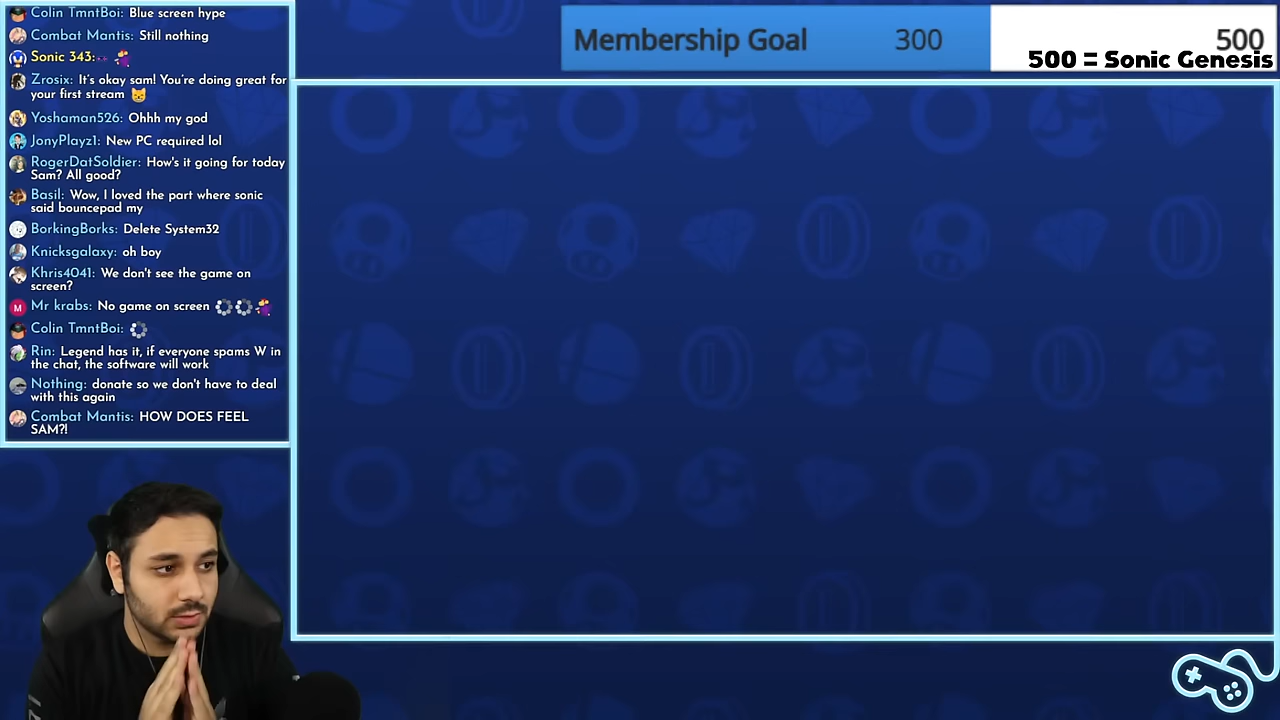 Colin TmntBoi: Blue screen hype
Combat Mantis: Still nothing
Sonic 343:
Zrosix: It's okay sam! You're doing great for
your first stream
Yoshaman526: Ohhh my god
JonyPlayz1: New PC required lol
RogerDatSoldier: How's it going for today
Sam? All good?
Basil: Wow, I loved the part where sonic
said bouncepad my
BorkingBorks: Delete System32
Knicksgalaxy: oh boy
Khris4041: We don't see the game on
screen?
M Mr krabs: No game on screen
Colin TmntBoi:
Rin: Legend has it, if everyone spams W in
the chat, the software will work
Nothing: donate so we don't have to deal
with this again
Combat Mantis: HOW DOES FEEL
SAM?!
Membership Goal 300 500
500 = Sonic Genesis